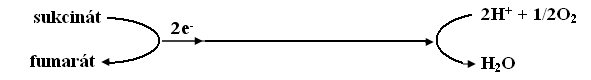 sukcinát 2e⁻ 2H⁺ + 1/2O₂
fumarát H₂O